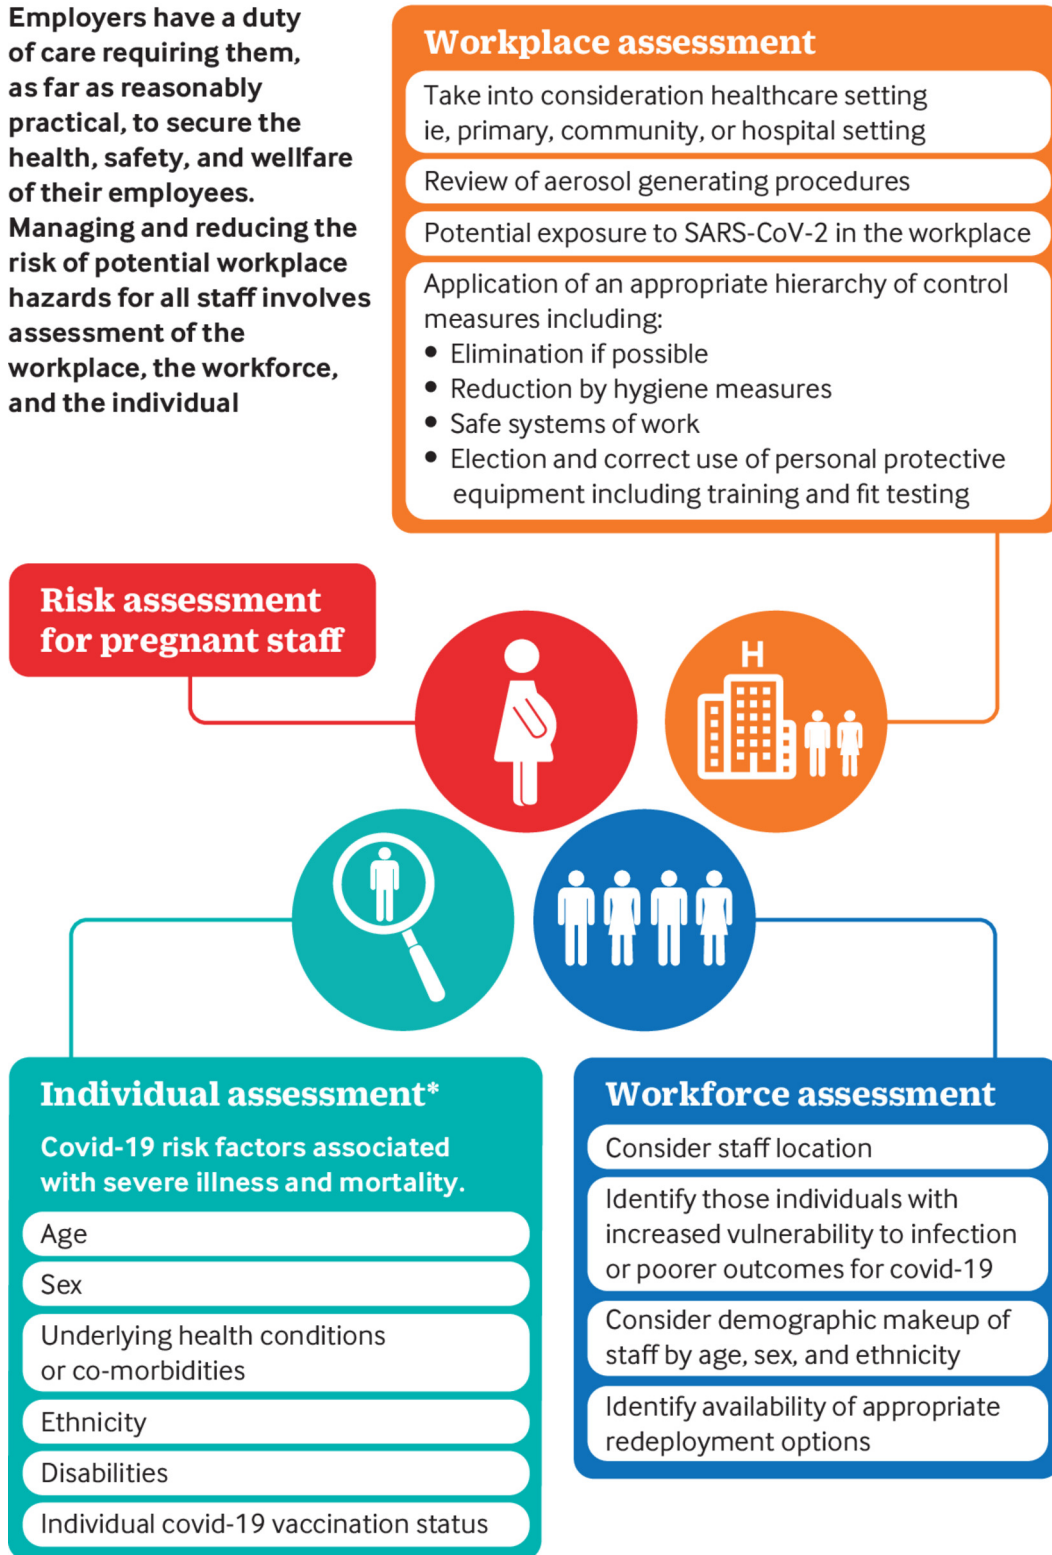 Employers have a duty
of care requiring them,
as far as reasonably
practical, to secure the
health, safety, and wellfare
of their employees.
Managing and reducing the
risk of potential workplace
hazards for all staff involves
assessment of the
workplace, the workforce,
and the individual
Workplace assessment
Take into consideration healthcare setting
ie, primary, community, or hospital setting
Review of aerosol generating procedures
Potential exposure to SARS-CoV-2 in the workplace
Application of an appropriate hierarchy of control
measures including:
• Elimination if possible
• Reduction by hygiene measures
• Safe systems of work
• Election and correct use of personal protective
equipment including training and fit testing
Risk assessment
for pregnant staff
H
Individual assessment*
Covid-19 risk factors associated
with severe illness and mortality.
Age
Sex
Underlying health conditions
or co-morbidities
Ethnicity
Disabilities
Individual covid-19 vaccination status
Workforce assessment
Consider staff location
Identify those individuals with
increased vulnerability to infection
or poorer outcomes for covid-19
Consider demographic makeup of
staff by age, sex, and ethnicity
Identify availability of appropriate
redeployment options